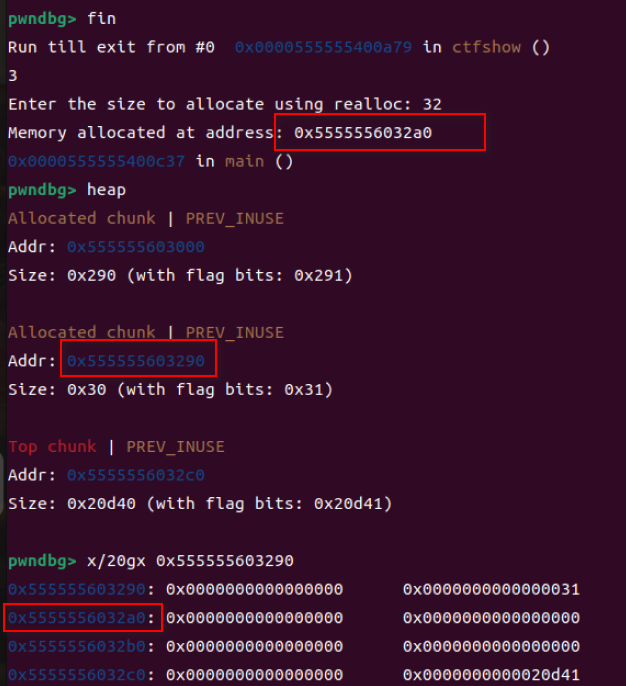 pwndbg> fin
Run till exit from #0  0x0000555555400a79 in ctfshow ()
3
Enter the size to allocate using realloc: 32
Memory allocated at address: 0x5555556032a0
0x0000555555400c37 in main ()
pwndbg> heap
Allocated chunk | PREV_INUSE
Addr: 0x555555603000
Size: 0x290 (with flag bits: 0x291)
Allocated chunk | PREV_INUSE
Addr: 0x555555603290
Size: 0x30 (with flag bits: 0x31)
Top chunk | PREV_INUSE
Addr: 0x5555556032c0
Size: 0x20d40 (with flag bits: 0x20d41)
pwndbg> x/20gx 0x555555603290
0x555555603290: 0x0000000000000000 0x0000000000000031
0x5555556032a0: 0x0000000000000000 0x0000000000000000
0x5555556032b0: 0x0000000000000000 0x0000000000000000
0x5555556032c0: 0x0000000000000000 0x0000000000020d41